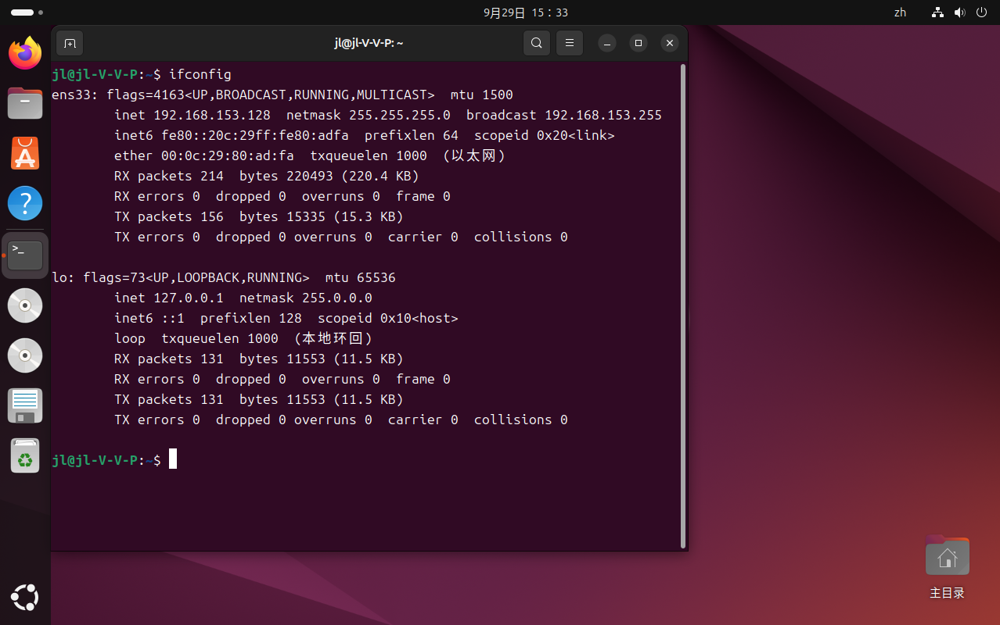 9月29日 15：33
zh
jl@jl-V-V-P: ~
jl@jl-V-V-P:~$ ifconfig
ens33: flags=4163<UP,BROADCAST,RUNNING,MULTICAST>  mtu 1500
        inet 192.168.153.128  netmask 255.255.255.0  broadcast 192.168.153.255
        inet6 fe80::20c:29ff:fe80:adfa  prefixlen 64  scopeid 0x20<link>
        ether 00:0c:29:80:ad:fa  txqueuelen 1000  (以太网)
        RX packets 214  bytes 220493 (220.4 KB)
        RX errors 0  dropped 0  overruns 0  frame 0
        TX packets 156  bytes 15335 (15.3 KB)
        TX errors 0  dropped 0 overruns 0  carrier 0  collisions 0
lo: flags=73<UP,LOOPBACK,RUNNING>  mtu 65536
        inet 127.0.0.1  netmask 255.0.0.0
        inet6 ::1  prefixlen 128  scopeid 0x10<host>
        loop  txqueuelen 1000  (本地环回)
        RX packets 131  bytes 11553 (11.5 KB)
        RX errors 0  dropped 0  overruns 0  frame 0
        TX packets 131  bytes 11553 (11.5 KB)
        TX errors 0  dropped 0 overruns 0  carrier 0  collisions 0
jl@jl-V-V-P:~$
主目录